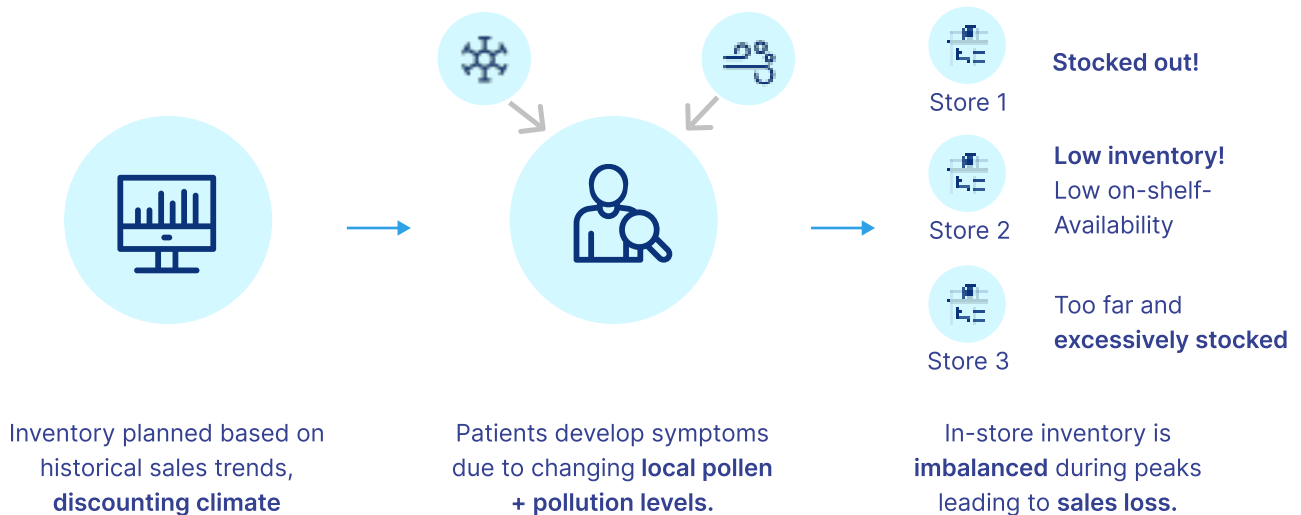 Stocked out!
Store 1
Low inventory!
Low on-shelf-
Availability
Store 2
Too far and
excessively stocked
Store 3
Inventory planned based on
historical sales trends,
discounting climate
Patients develop symptoms
due to changing local pollen
+ pollution levels.
In-store inventory is
imbalanced during peaks
leading to sales loss.